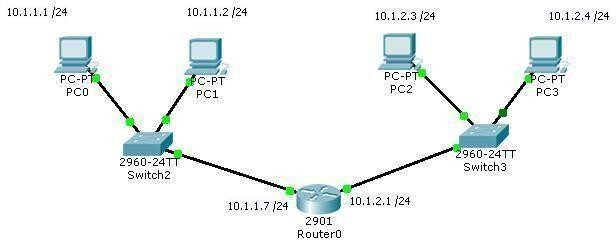 10.1.1.1 /24
10.1.1.2 /24
10.1.2.3 /24
10.1.2.4 /24
PC-PT
PC0
PC-PT
PC1
PC-PT
PC2
PC-PT
PC3
2960-24TT
Switch2
2960-24TT
Switch3
10.1.1.7 /24
10.1.2.1 /24
2901
Router0